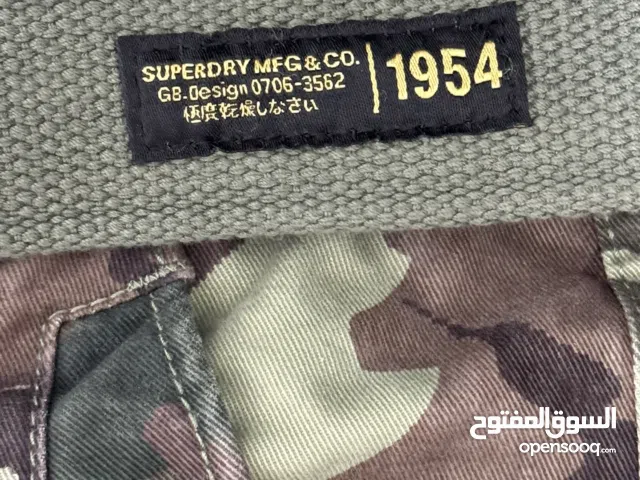 SUPERDRY MFG & CO.
GB.Design 0706-3562
極度乾燥しなさい
1954
السوق المفتوح
opensooq.com